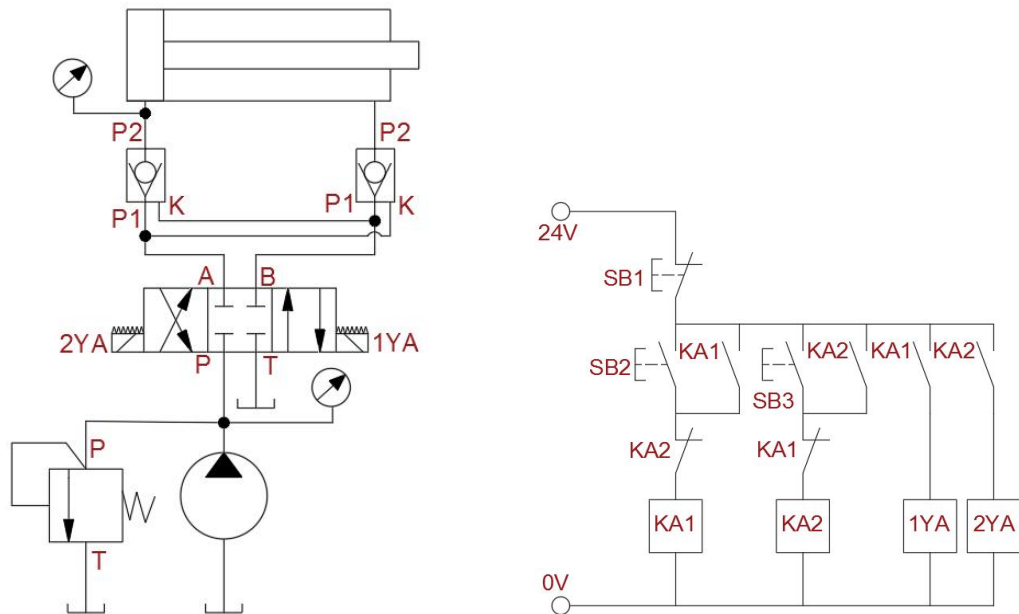 P2
P2
P1
K
P1
K
A
B
2YA
1YA
P
T
P
T
24V
SB1
SB2
KA1
SB3
KA2
KA1
KA2
KA2
KA1
KA1
KA2
1YA
2YA
0V